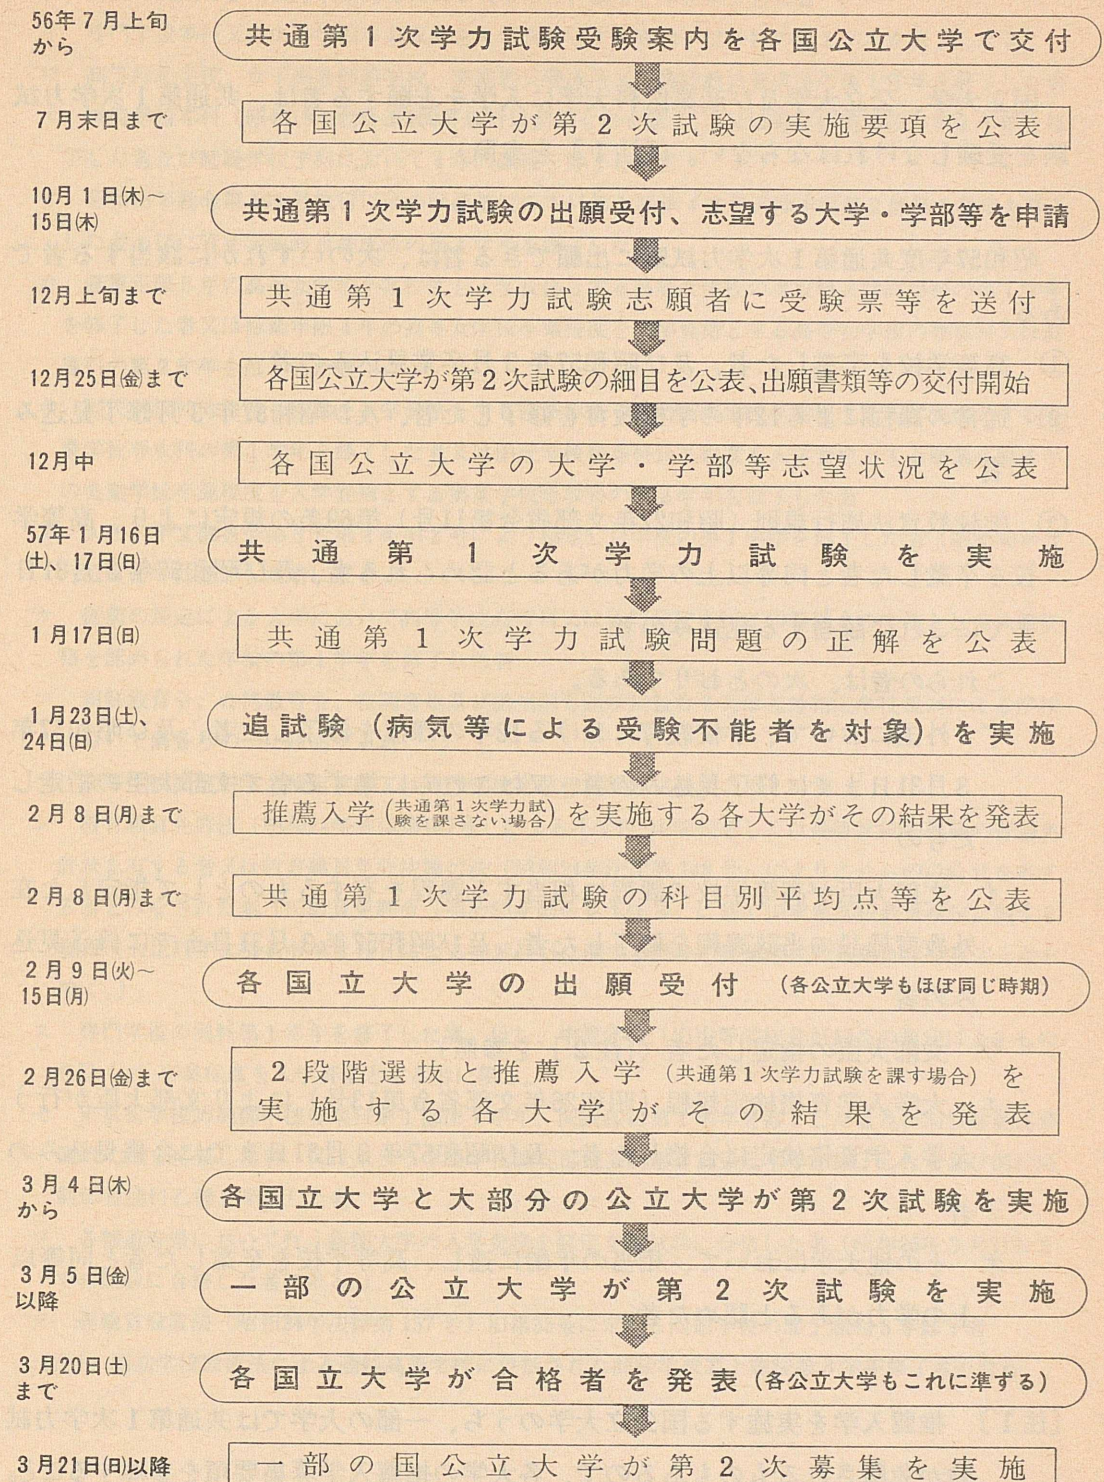 56年7月上旬
から
共通第1次学力試験受験案内を各国公立大学で交付
7月末日まで
各国公立大学が第2次試験の実施要項を公表
10月1日(木)~
15日(木)
共通第1次学力試験の出願受付、志望する大学・学部等を申請
12月上旬まで
共通第1次学力試験志願者に受験票等を送付
12月25日(金)まで
各国公立大学が第2次試験の細目を公表、出願書類等の交付開始
12月中
各国公立大学の大学・学部等志望状況を公表
57年1月16日
(土)、17日(日)
共通第1次学力試験を実施
1月17日(日)
共通第1次学力試験問題の正解を公表
1月23日(土)、
24日(日)
追試験(病気等による受験不能者を対象)を実施
2月8日(月)まで
推薦入学(共通第1次学力試験を課さない場合)を実施する各大学がその結果を発表
2月8日(月)まで
共通第1次学力試験の科目別平均点等を公表
2月9日(火)~
15日(月)
各国立大学の出願受付(各公立大学もほぼ同じ時期)
2月26日(金)まで
2段階選抜と推薦入学(共通第1次学力試験を課す場合)を
実施する各大学がその結果を発表
3月4日(木)
から
各国立大学と大部分の公立大学が第2次試験を実施
3月5日(金)
以降
一部の公立大学が第2次試験を実施
3月20日(土)
まで
各国立大学が合格者を発表(各公立大学もこれに準ずる)
3月21日(日)以降
一部の国公立大学が第2次募集を実施